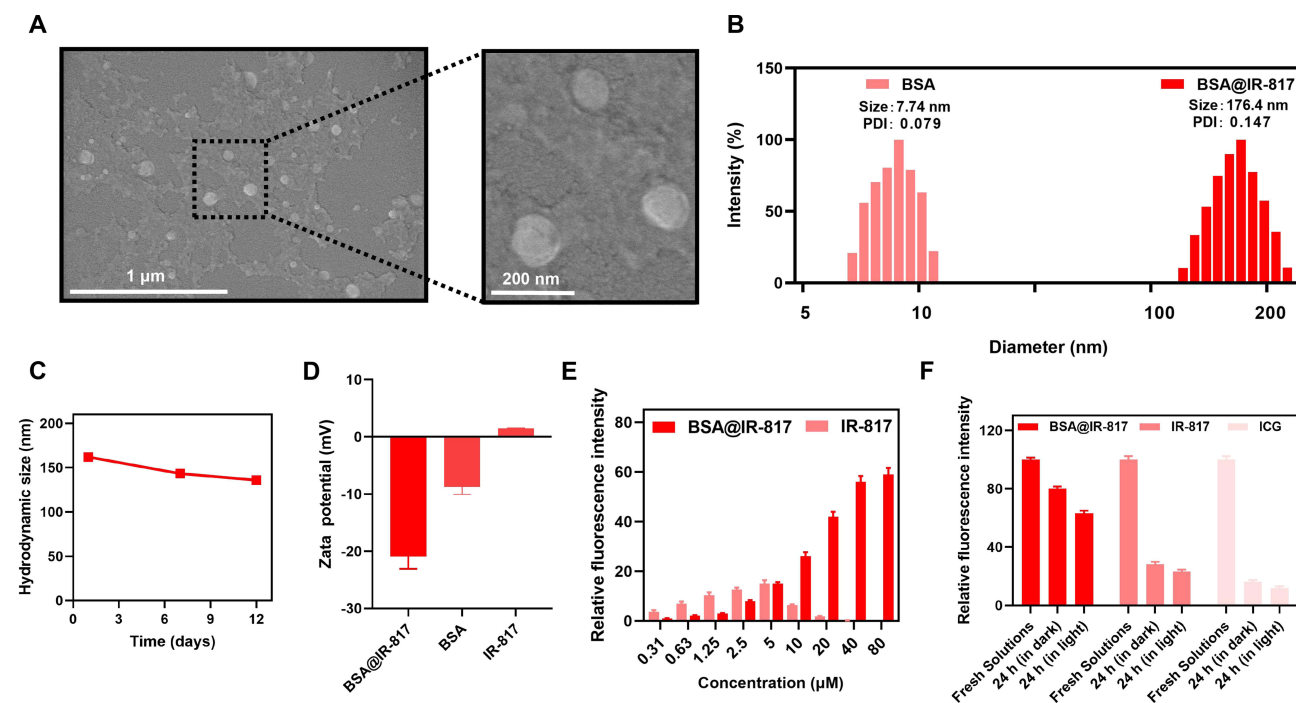 A
1 μm
200 nm
B
Intensity (%)
150
100
50
0
BSA
Size: 7.74 nm
PDI: 0.079
BSA@IR-817
Size: 176.4 nm
PDI: 0.147
5
10
100
200
Diameter (nm)
C
Hydrodynamic size (nm)
200
150
100
50
0
0
3
6
9
12
Time (days)
D
Zata potential (mV)
10
0
-10
-20
-30
BSA@IR-817
BSA
IR-817
E
Relative fluorescence intensity
80
60
40
20
0
BSA@IR-817
IR-817
0.31
0.63
1.25
2.5
5
10
20
40
80
Concentration (μM)
F
Relative fluorescence intensity
120
80
40
0
BSA@IR-817
IR-817
ICG
Fresh Solutions
24 h (in dark)
24 h (in light)
Fresh Solutions
24 h (in dark)
24 h (in light)
Fresh Solutions
24 h (in dark)
24 h (in light)